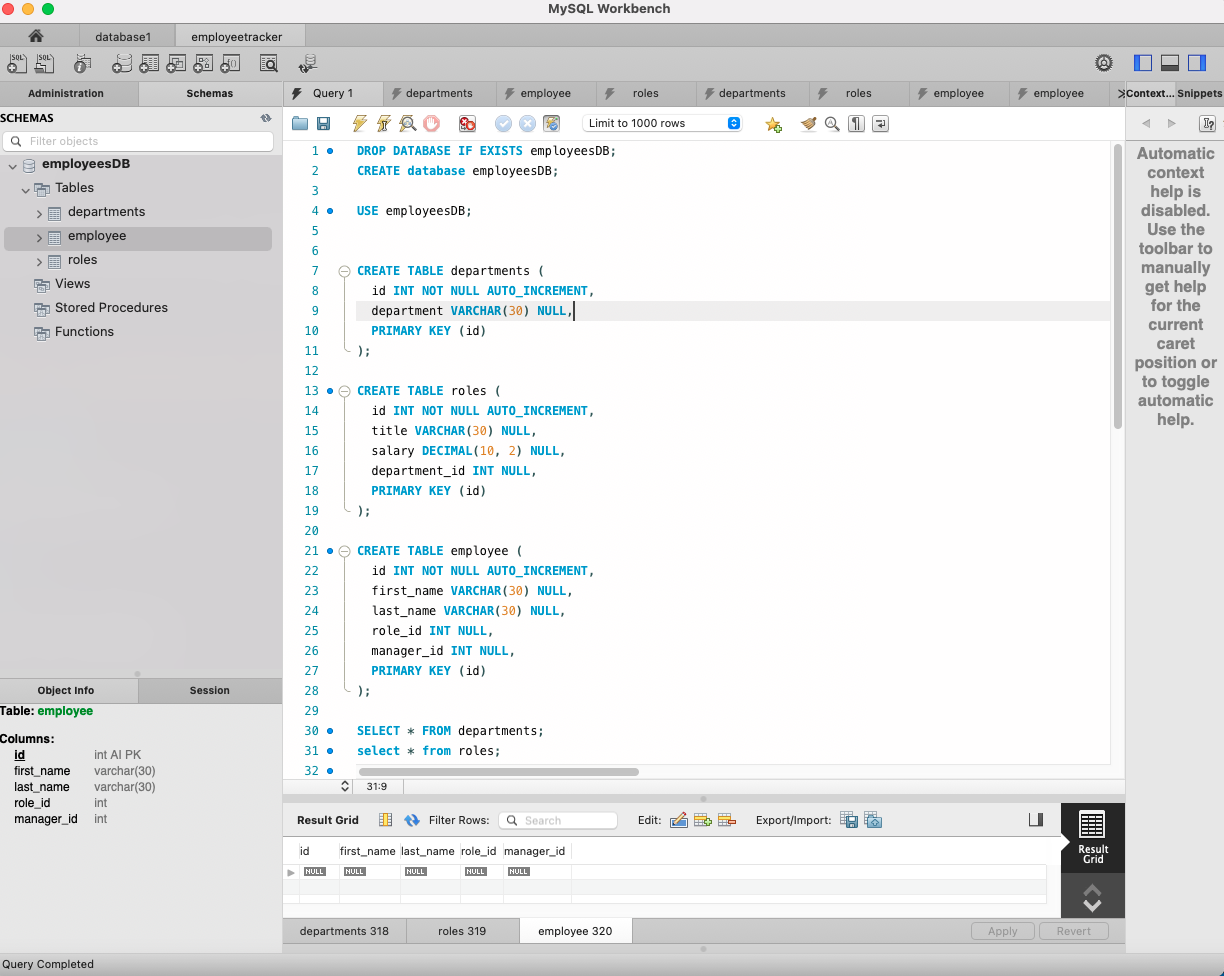 MySQL Workbench
database1 employeetracker
Administration Schemas
Query 1 departments employee roles departments roles employee employee Context... Snippets
SCHEMAS
Filter objects
employeesDB
Tables
departments
employee
roles
Views
Stored Procedures
Functions
Object Info Session
Table: employee
Columns:
id int AI PK
first_name varchar(30)
last_name varchar(30)
role_id int
manager_id int
Limit to 1000 rows
1 DROP DATABASE IF EXISTS employeesDB;
2 CREATE database employeesDB;
3
4 USE employeesDB;
5
6
7 CREATE TABLE departments (
8 id INT NOT NULL AUTO_INCREMENT,
9 department VARCHAR(30) NULL,
10 PRIMARY KEY (id)
11 );
12
13 CREATE TABLE roles (
14 id INT NOT NULL AUTO_INCREMENT,
15 title VARCHAR(30) NULL,
16 salary DECIMAL(10, 2) NULL,
17 department_id INT NULL,
18 PRIMARY KEY (id)
19 );
20
21 CREATE TABLE employee (
22 id INT NOT NULL AUTO_INCREMENT,
23 first_name VARCHAR(30) NULL,
24 last_name VARCHAR(30) NULL,
25 role_id INT NULL,
26 manager_id INT NULL,
27 PRIMARY KEY (id)
28 );
29
30 SELECT * FROM departments;
31 select * from roles;
32
31:9
Automatic
context
help is
disabled.
Use the
toolbar to
manually
get help
for the
current
caret
position or
to toggle
automatic
help.
Result Grid Filter Rows: Search Edit: Export/Import:
id first_name last_name role_id manager_id
NULL NULL NULL NULL NULL
Result
Grid
departments 318 roles 319 employee 320 Apply Revert
Query Completed